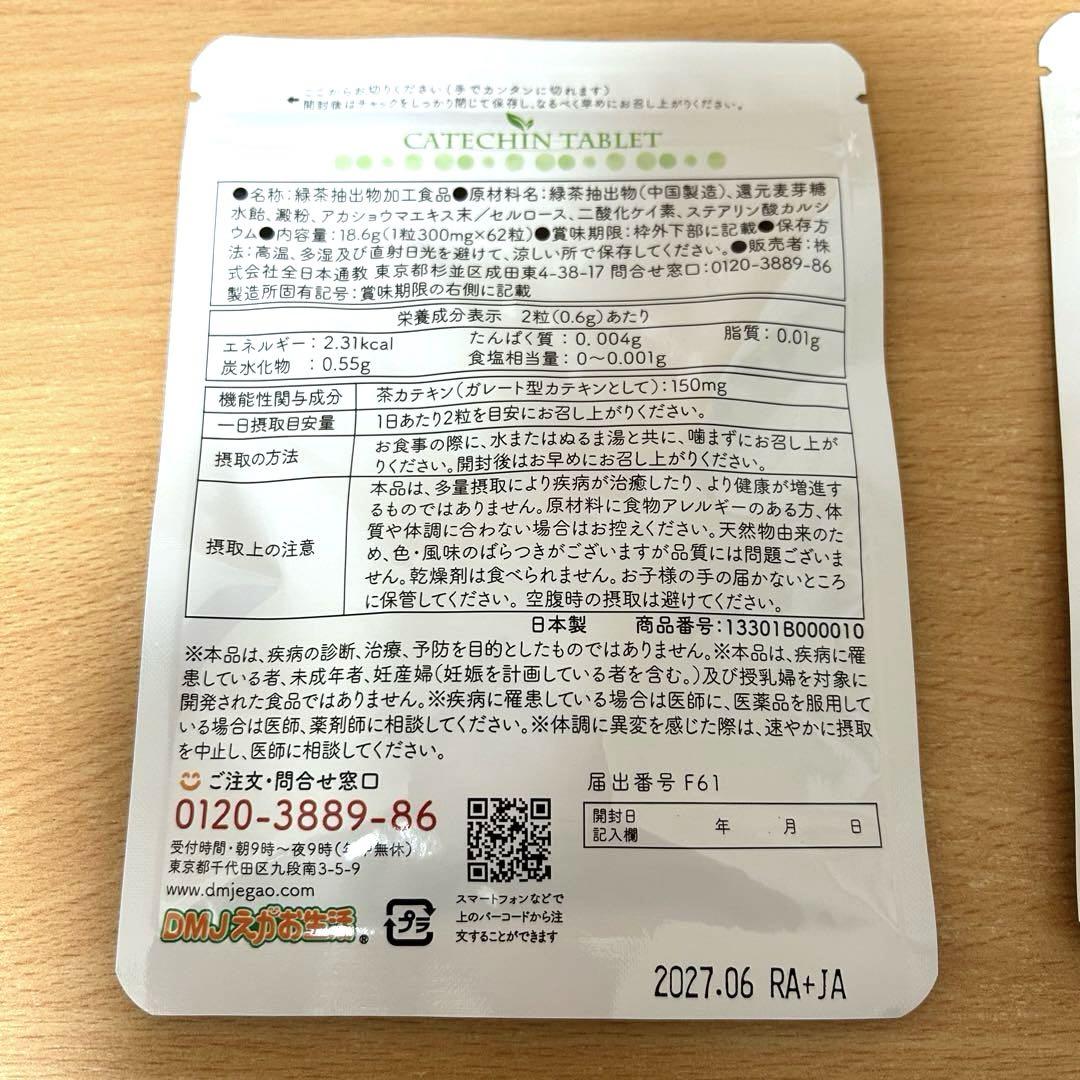 ここからお切りください(手でカンタンに切れます)
開封後はチャックをしっかり閉じて保存し、なるべく早めにお召し上がりください。
CATECHIN TABLET
●名称:緑茶抽出物加工食品●原材料名:緑茶抽出物(中国製造)、還元麦芽糖
水飴、澱粉、アカショウマエキス末/セルロース、二酸化ケイ素、ステアリン酸カルシ
ウム●内容量:18.6g(1粒300mg×62粒)●賞味期限:枠外下部に記載●保存方
法:高温、多湿及び直射日光を避けて、涼しい所で保存してください。●販売者:株
式会社全日本通教 東京都杉並区成田東4-38-17 問合せ窓口:0120-3889-86
製造所固有記号:賞味期限の右側に記載
栄養成分表示 2粒(0.6g)あたり
エネルギー:2.31kcal たんぱく質:0.004g 脂質:0.01g
炭水化物 :0.55g 食塩相当量:0〜0.001g
機能性関与成分 茶カテキン(ガレート型カテキンとして):150mg
一日摂取目安量 1日あたり2粒を目安にお召し上がりください。
摂取の方法 お食事の際に、水またはぬるま湯と共に、噛まずにお召し上が
りください。開封後はお早めにお召し上がりください。
摂取上の注意 本品は、多量摂取により疾病が治癒したり、より健康が増進す
るものではありません。原材料に食物アレルギーのある方、体
質や体調に合わない場合はお控えください。天然物由来のた
め、色・風味のばらつきがございますが品質には問題ございま
せん。乾燥剤は食べられません。お子様の手の届かないところ
に保管してください。空腹時の摂取は避けてください。
日本製 商品番号:13301B000010
※本品は、疾病の診断、治療、予防を目的としたものではありません。※本品は、疾病に罹
患している者、未成年者、妊産婦(妊娠を計画している者を含む。)及び授乳婦を対象に
開発された食品ではありません。※疾病に罹患している場合は医師に、医薬品を服用して
いる場合は医師、薬剤師に相談してください。※体調に異変を感じた際は、速やかに摂取
を中止し、医師に相談してください。
ご注文・問合せ窓口
0120-3889-86
受付時間・朝9時〜夜9時(年中無休)
東京都千代田区九段南3-5-9
www.dmjegao.com
DMJえがお生活®
プラ
スマートフォンなどで
上のバーコードから注
文することができます
届出番号 F61
開封日
記入欄 年 月 日
2027.06 RA+JA